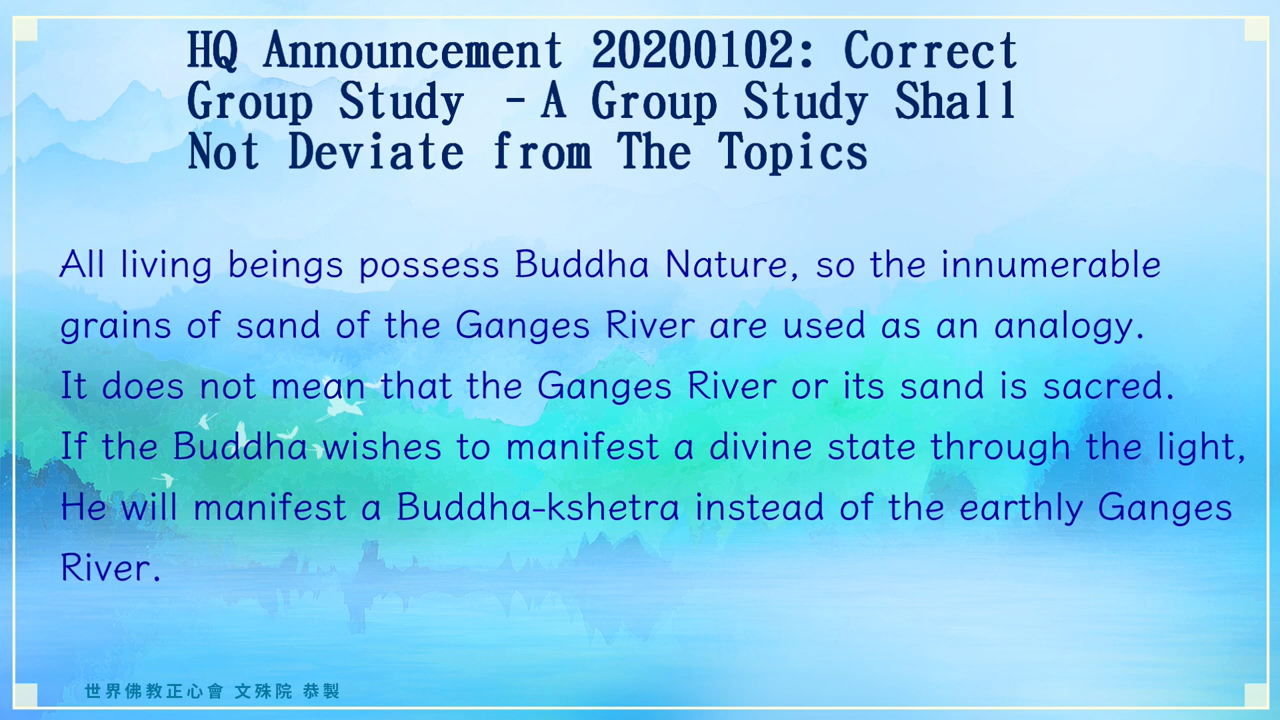 HQ Announcement 20200102: Correct
Group Study －A Group Study Shall
Not Deviate from The Topics
All living beings possess Buddha Nature, so the innumerable
grains of sand of the Ganges River are used as an analogy.
It does not mean that the Ganges River or its sand is sacred.
If the Buddha wishes to manifest a divine state through the light,
He will manifest a Buddha-kshetra instead of the earthly Ganges
River.
世界佛教正心會 文殊院 恭製